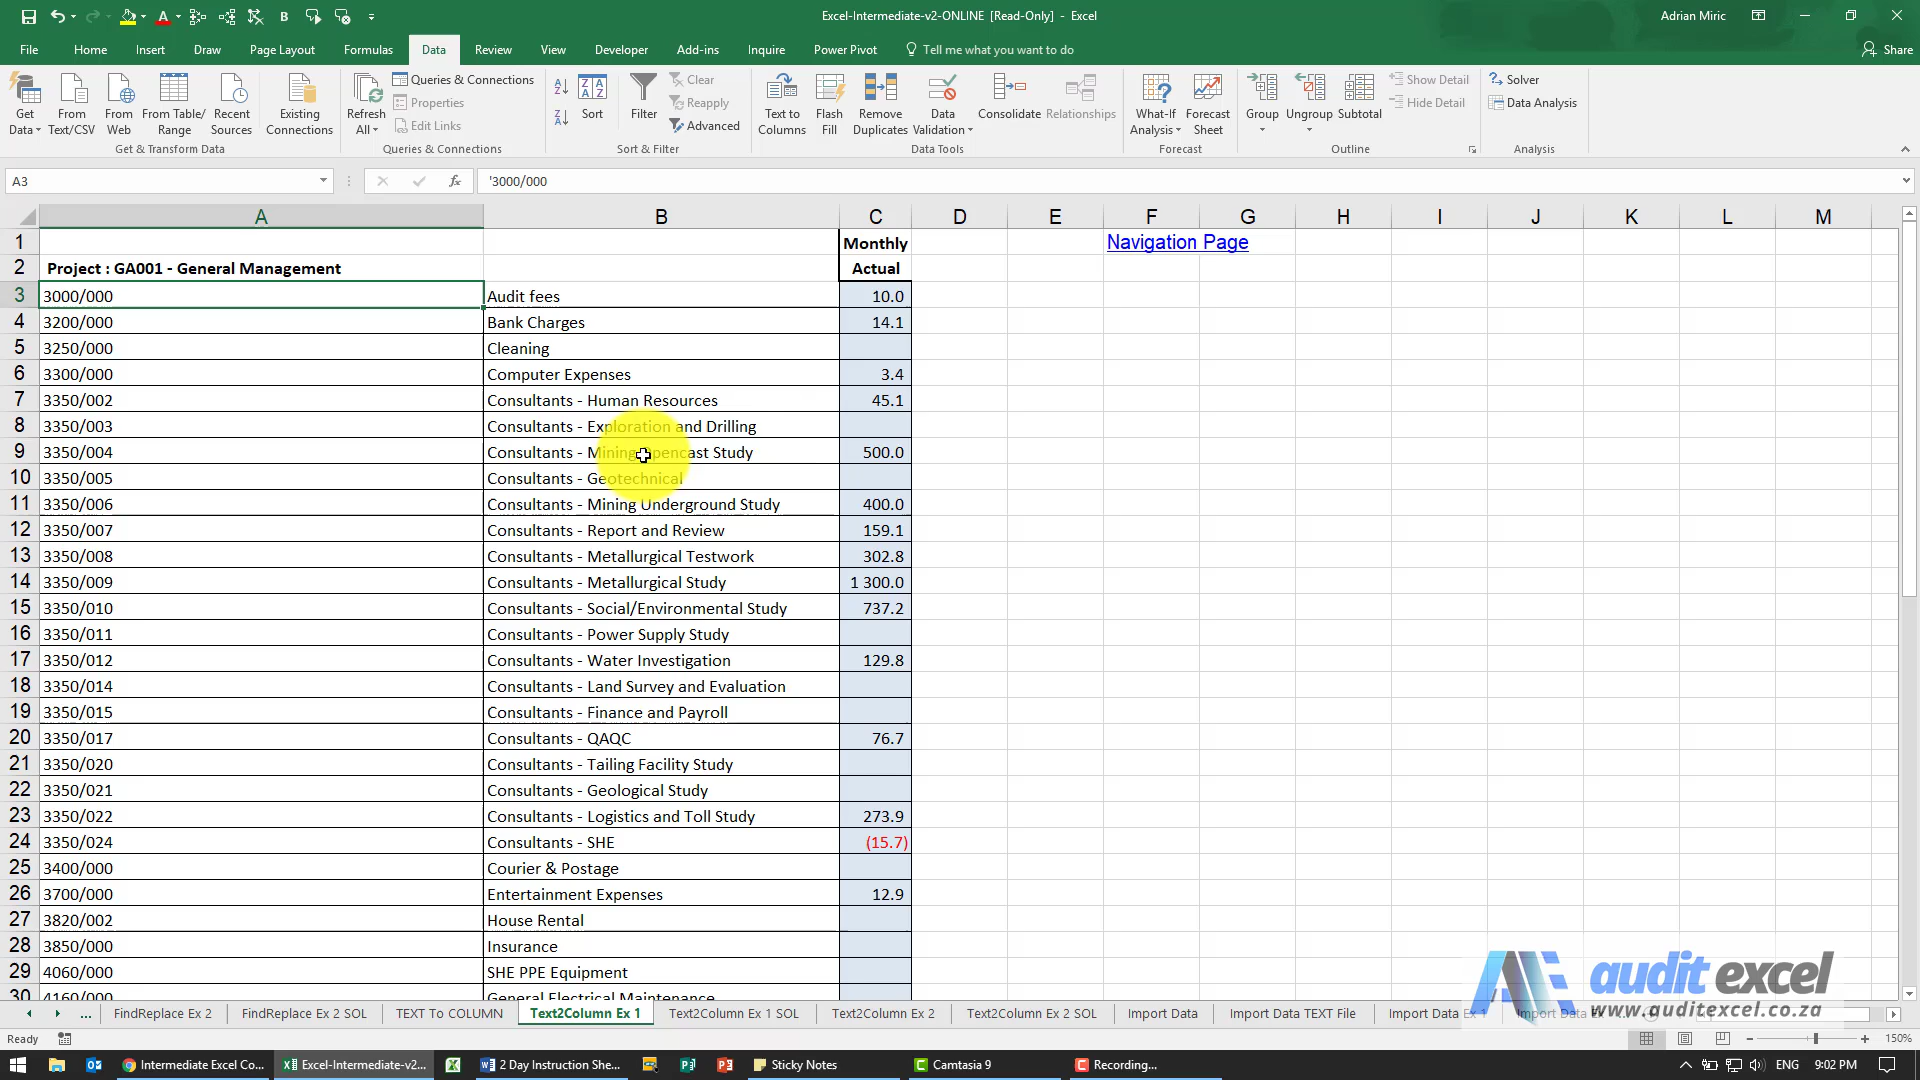 Excel-Intermediate-v2-ONLINE [Read-Only] - Excel
Adrian Miric
File Home Insert Draw Page Layout Formulas Data Review View Developer Add-ins Inquire Power Pivot Tell me what you want to do Share
Get Data From Text/CSV From Web From Table/Range Recent Sources Existing Connections
Get & Transform Data
Refresh All Queries & Connections Properties Edit Links
Queries & Connections
Sort Filter Clear Reapply Advanced
Sort & Filter
Text to Columns Flash Fill Remove Duplicates Data Validation Consolidate Relationships
Data Tools
What-If Analysis Forecast Sheet
Forecast
Group Ungroup Subtotal Show Detail Hide Detail
Outline
Solver Data Analysis
Analysis
A3 fx '3000/000
A B C D E F G H I J K L M
1 Monthly Navigation Page
2 Project : GA001 - General Management Actual
3 3000/000 Audit fees 10.0
4 3200/000 Bank Charges 14.1
5 3250/000 Cleaning
6 3300/000 Computer Expenses 3.4
7 3350/002 Consultants - Human Resources 45.1
8 3350/003 Consultants - Exploration and Drilling
9 3350/004 Consultants - Mining Opencast Study 500.0
10 3350/005 Consultants - Geotechnical
11 3350/006 Consultants - Mining Underground Study 400.0
12 3350/007 Consultants - Report and Review 159.1
13 3350/008 Consultants - Metallurgical Testwork 302.8
14 3350/009 Consultants - Metallurgical Study 1 300.0
15 3350/010 Consultants - Social/Environmental Study 737.2
16 3350/011 Consultants - Power Supply Study
17 3350/012 Consultants - Water Investigation 129.8
18 3350/014 Consultants - Land Survey and Evaluation
19 3350/015 Consultants - Finance and Payroll
20 3350/017 Consultants - QAQC 76.7
21 3350/020 Consultants - Tailing Facility Study
22 3350/021 Consultants - Geological Study
23 3350/022 Consultants - Logistics and Toll Study 273.9
24 3350/024 Consultants - SHE (15.7)
25 3400/000 Courier & Postage
26 3700/000 Entertainment Expenses 12.9
27 3820/002 House Rental
28 3850/000 Insurance
29 4060/000 SHE PPE Equipment
30 4160/000 General Electrical Maintenance
audit excel
www.auditexcel.co.za
... FindReplace Ex 2 FindReplace Ex 2 SOL TEXT To COLUMN Text2Column Ex 1 Text2Column Ex 1 SOL Text2Column Ex 2 Text2Column Ex 2 SOL Import Data Import Data TEXT File Import Data Ex 1 Import Data Ex
Ready 150%
Intermediate Excel Co... Excel-Intermediate-v2... 2 Day Instruction She... Sticky Notes Camtasia 9 Recording... ENG 9:02 PM